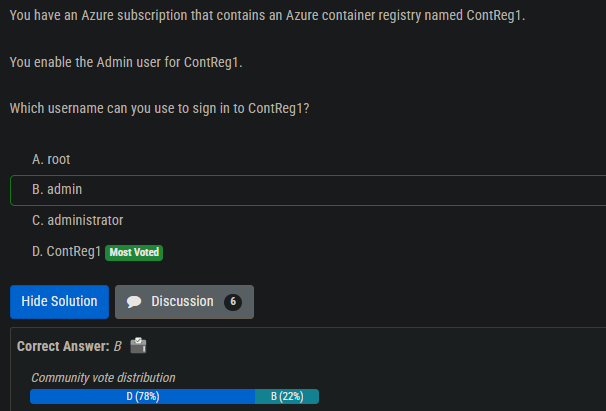 You have an Azure subscription that contains an Azure container registry named ContReg1.
You enable the Admin user for ContReg1.
Which username can you use to sign in to ContReg1?
A. root
B. admin
C. administrator
D. ContReg1 Most Voted
Hide Solution Discussion 6
Correct Answer: B
Community vote distribution
D (78%) B (22%)